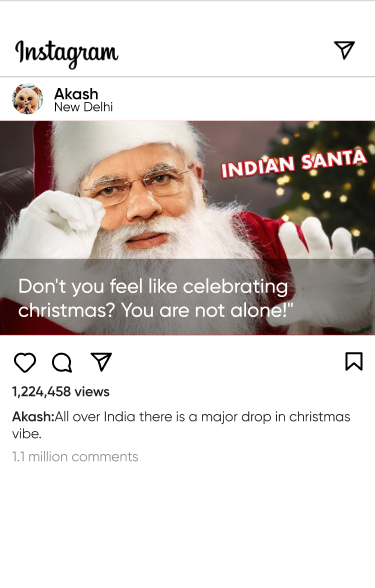 Instagram
Akash
New Delhi
INDIAN SANTA
Don't you feel like celebrating
christmas? You are not alone!"
1,224,458 views
Akash:All over India there is a major drop in christmas
vibe.
1.1 million comments